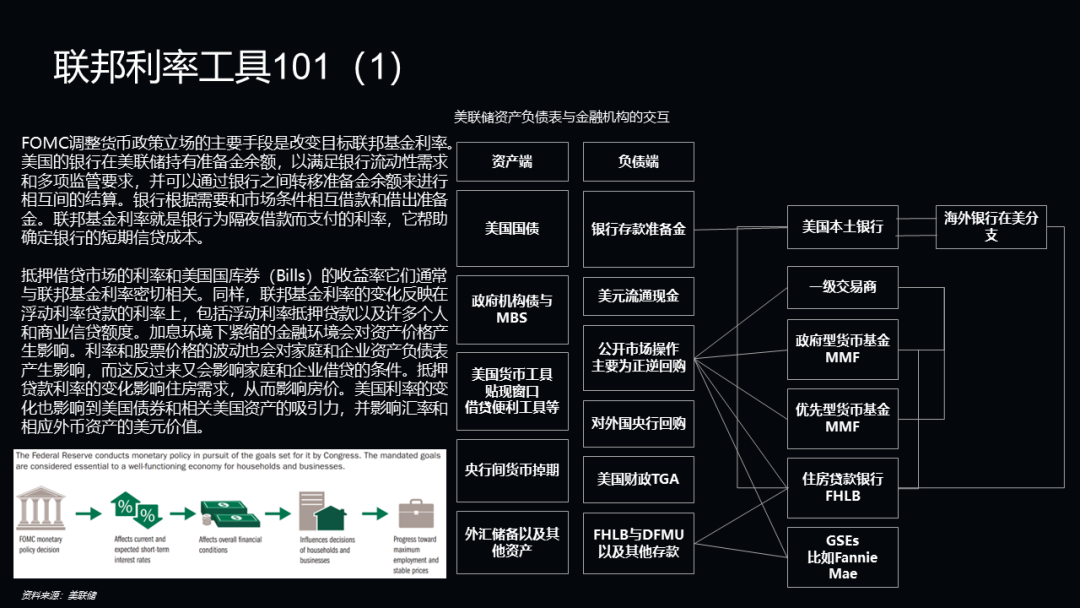 联邦利率工具101（1）
FOMC调整货币政策立场的主要手段是改变目标联邦基金利率。
美国的银行在美联储持有准备金余额，以满足银行流动性需求
和多项监管要求，并可以通过银行之间转移准备金余额来进行
相互间的结算。银行根据需要和市场条件相互借款和借出准备
金。联邦基金利率就是银行为隔夜借款而支付的利率，它帮助
确定银行的短期信贷成本。
抵押借贷市场的利率和美国国库券（Bills）的收益率它们通常
与联邦基金利率密切相关。同样，联邦基金利率的变化反映在
浮动利率贷款的利率上，包括浮动利率抵押贷款以及许多个人
和商业信贷额度。加息环境下紧缩的金融环境会对资产价格产
生影响。利率和股票价格的波动也会对家庭和企业资产负债表
产生影响，而这反过来又会影响家庭和企业借贷的条件。抵押
贷款利率的变化影响住房需求，从而影响房价。美国利率的变
化也影响到美国债券和相关美国资产的吸引力，并影响汇率和
相应外币资产的美元价值。
The Federal Reserve conducts monetary policy in pursuit of the goals set for it by Congress. The mandated goals
are considered essential to a well-functioning economy for households and businesses.
FOMC monetary
policy decision
Affects current and
expected short-term
interest rates
Affects overall financial
conditions
Influences decisions
of households and
businesses
Progress toward
maximum
employment and
stable prices
资料来源：美联储
美联储资产负债表与金融机构的交互
资产端
美国国债
政府机构债与
MBS
美国货币工具
贴现窗口
借贷便利工具等
央行间货币掉期
外汇储备以及其
他资产
负债端
银行存款准备金
美元流通现金
公开市场操作
主要为正逆回购
对外国央行回购
美国财政TGA
FHLB与DFMU
以及其他存款
美国本土银行
海外银行在美分
支
一级交易商
政府型货币基金
MMF
优先型货币基金
MMF
住房贷款银行
FHLB
GSEs
比如Fannie
Mae